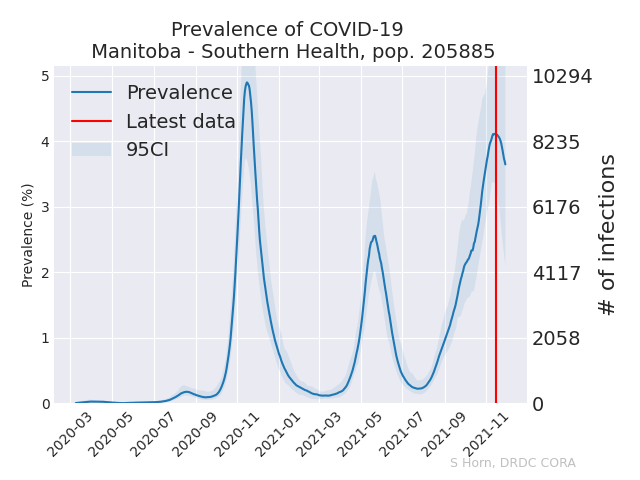 Prevalence of COVID-19
Manitoba - Southern Health, pop. 205885
Prevalence
Latest data
95CI
Prevalence (%)
5
4
3
2
1
0
10294
8235
6176
4117
2058
0
# of infections
2020-03
2020-05
2020-07
2020-09
2020-11
2021-01
2021-03
2021-05
2021-07
2021-09
2021-11
S Horn, DRDC CORA